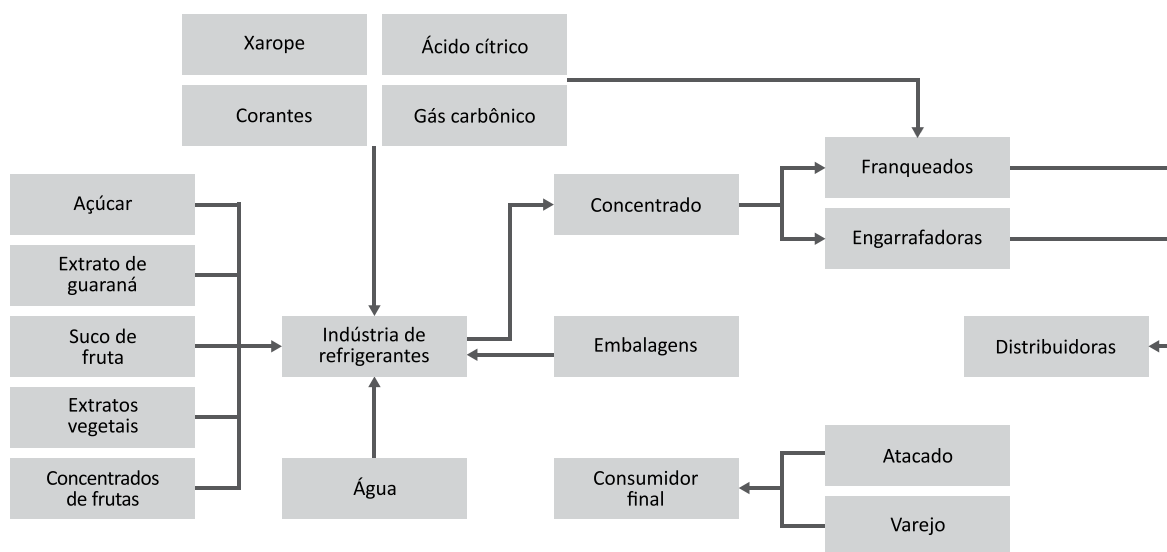 Xarope
Ácido cítrico
Corantes
Gás carbônico
Franqueados
Açúcar
Concentrado
Engarrafadoras
Extrato de
guaraná
Suco de
fruta
Indústria de
refrigerantes
Embalagens
Distribuidoras
Extratos
vegetais
Atacado
Concentrados
de frutas
Água
Consumidor
final
Varejo